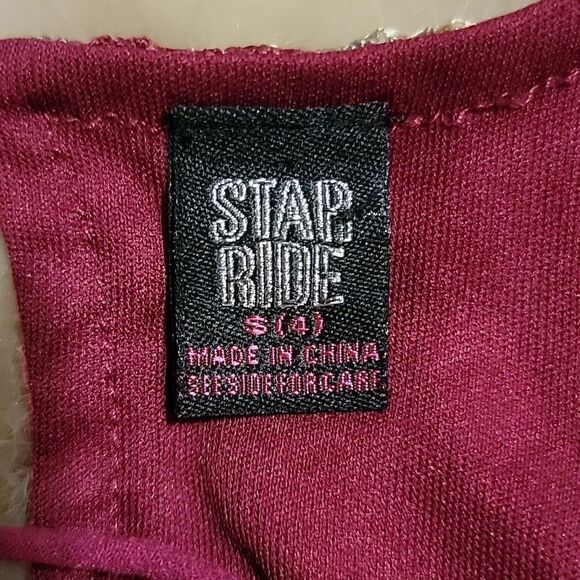 STAR
RIDE
S(4)
MADE IN CHINA
SEE SIDE FOR CARE